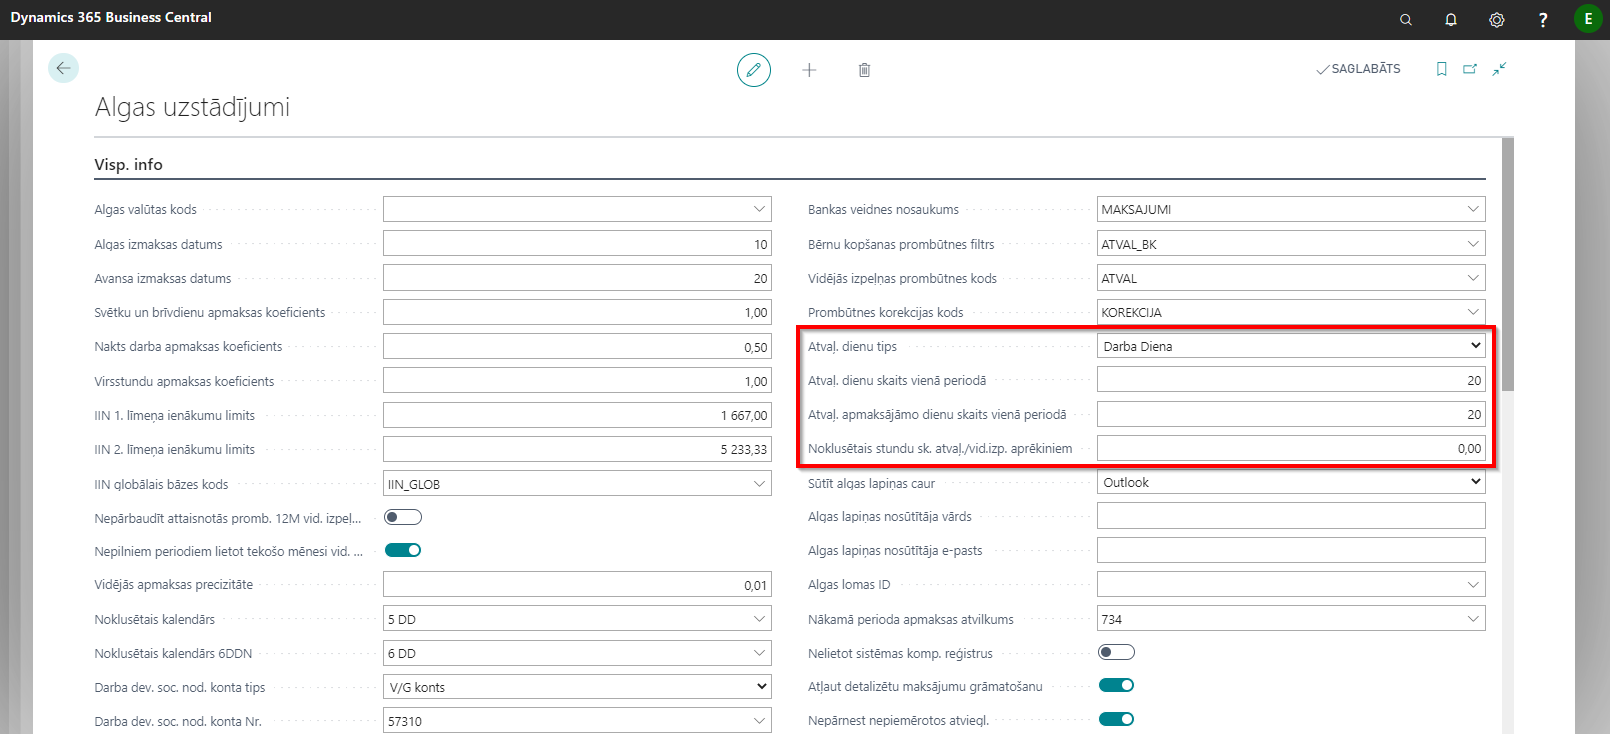 Dynamics 365 Business Central
?
E
SAGLABĀTS
Algas uzstādījumi
Visp. info
Algas valūtas kods
Algas izmaksas datums 10
Avansa izmaksas datums 20
Svētku un brīvdienu apmaksas koeficients 1,00
Nakts darba apmaksas koeficients 0,50
Virsstundu apmaksas koeficients 1,00
IIN 1. līmeņa ienākumu limits 1 667,00
IIN 2. līmeņa ienākumu limits 5 233,33
IIN globālais bāzes kods IIN_GLOB
Nepārbaudīt attaisnotās promb. 12M vid. izpeļ...
Nepilniem periodiem lietot tekošo mēnesi vid. ...
Vidējās apmaksas precizitāte 0,01
Noklusētais kalendārs 5 DD
Noklusētais kalendārs 6DDN 6 DD
Darba dev. soc. nod. konta tips V/G konts
Darba dev. soc. nod. konta Nr. 57310
Bankas veidnes nosaukums MAKSAJUMI
Bērnu kopšanas prombūtnes filtrs ATVAL_BK
Vidējās izpeļņas prombūtnes kods ATVAL
Prombūtnes korekcijas kods KOREKCIJA
Atvaļ. dienu tips Darba Diena
Atvaļ. dienu skaits vienā periodā 20
Atvaļ. apmaksājāmo dienu skaits vienā periodā 20
Noklusētais stundu sk. atvaļ./vid.izp. aprēķiniem 0,00
Sūtīt algas lapiņas caur Outlook
Algas lapiņas nosūtītāja vārds
Algas lapiņas nosūtītāja e-pasts
Algas lomas ID
Nākamā perioda apmaksas atvilkums 734
Nelietot sistēmas komp. reģistrus
Atļaut detalizētu maksājumu grāmatošanu
Nepārnest nepiemērotos atviegl.